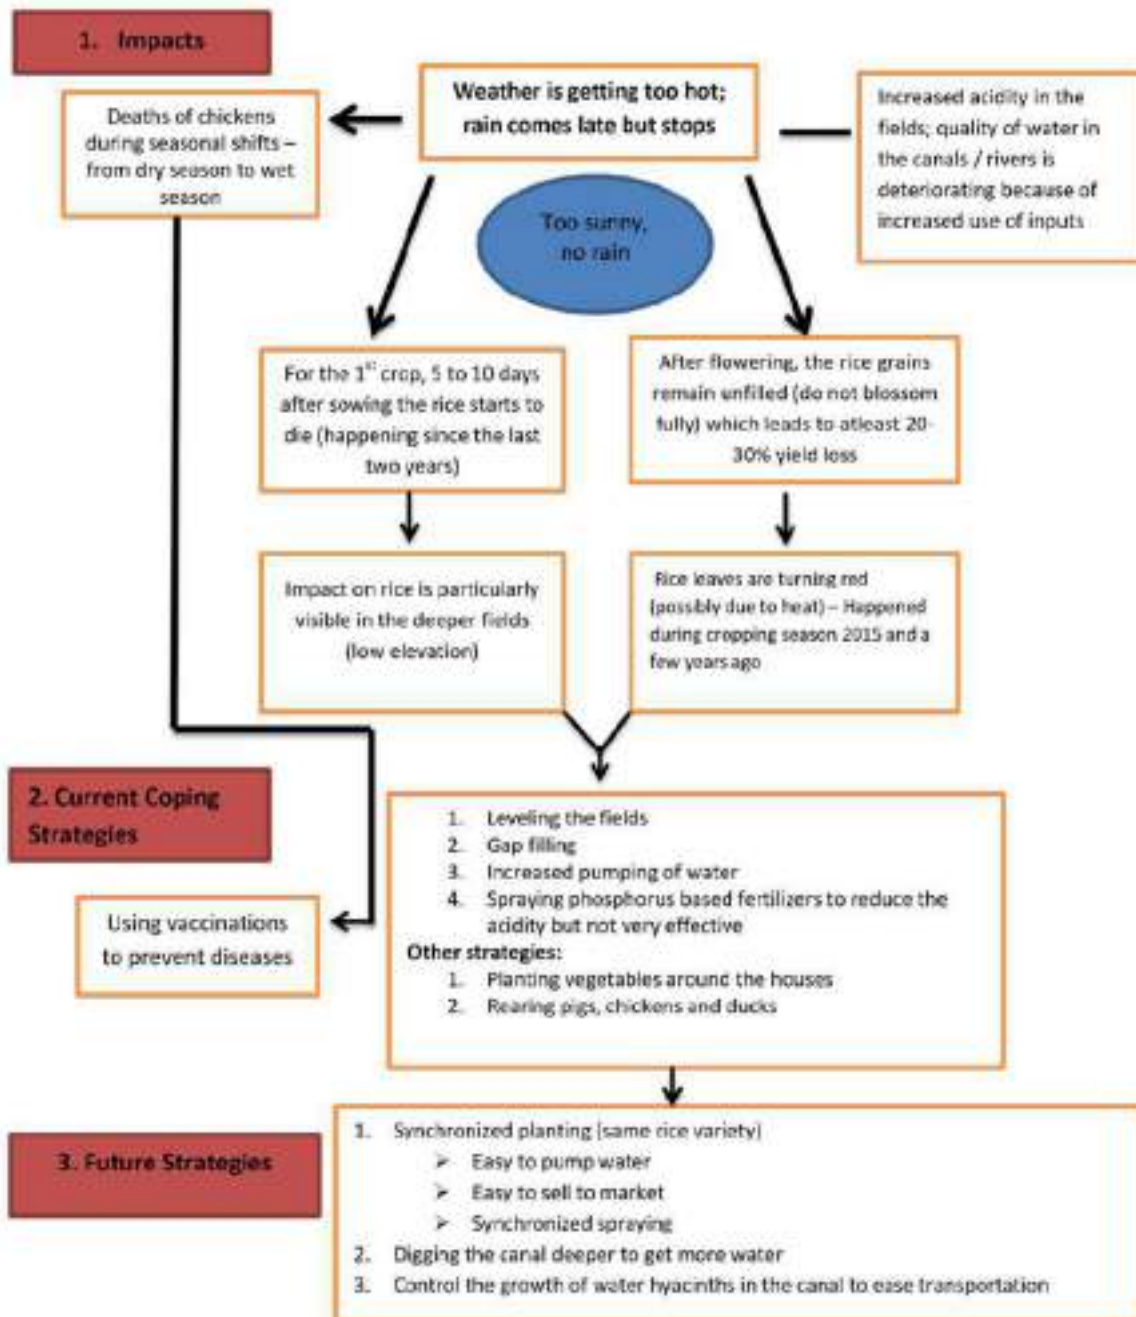 1. Impacts
Weather is getting too hot;
rain comes late but stops
Deaths of chickens
during seasonal shifts –
from dry season to wet
season
Increased acidity in the
fields; quality of water in
the canals / rivers is
deteriorating because of
increased use of inputs
Too sunny,
no rain
For the 1st crop, 5 to 10 days
after sowing the rice starts to
die (happening since the last
two years)
After flowering, the rice grains
remain unfilled (do not blossom
fully) which leads to atleast 20-
30% yield loss
Impact on rice is particularly
visible in the deeper fields
(low elevation)
Rice leaves are turning red
(possibly due to heat) – Happened
during cropping season 2015 and a
few years ago
2. Current Coping
Strategies
Using vaccinations
to prevent diseases
1. Leveling the fields
2. Gap filling
3. Increased pumping of water
4. Spraying phosphorus based fertilizers to reduce the
acidity but not very effective
Other strategies:
1. Planting vegetables around the houses
2. Rearing pigs, chickens and ducks
3. Future Strategies
1. Synchronized planting (same rice variety)
➢ Easy to pump water
➢ Easy to sell to market
➢ Synchronized spraying
2. Digging the canal deeper to get more water
3. Control the growth of water hyacinths in the canal to ease transportation